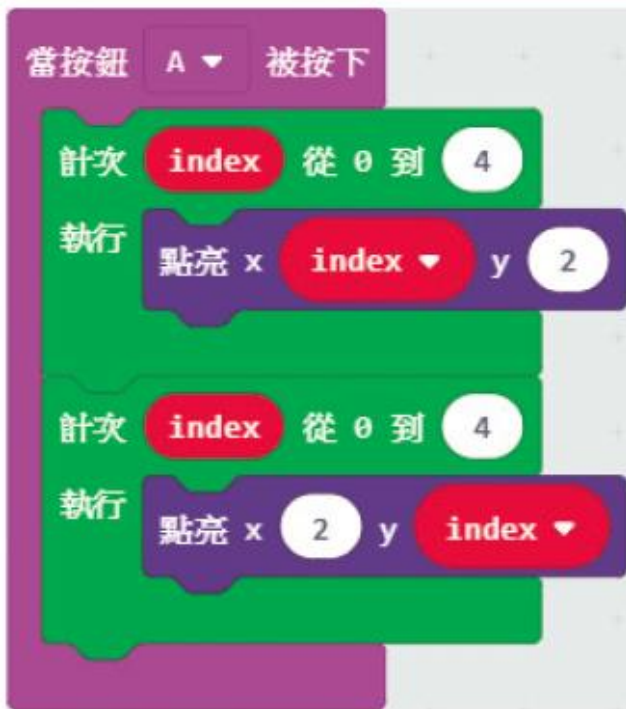 當按鈕 A 被按下
計次 index 從 0 到 4
執行
點亮 x index y 2
計次 index 從 0 到 4
執行
點亮 x 2 y index